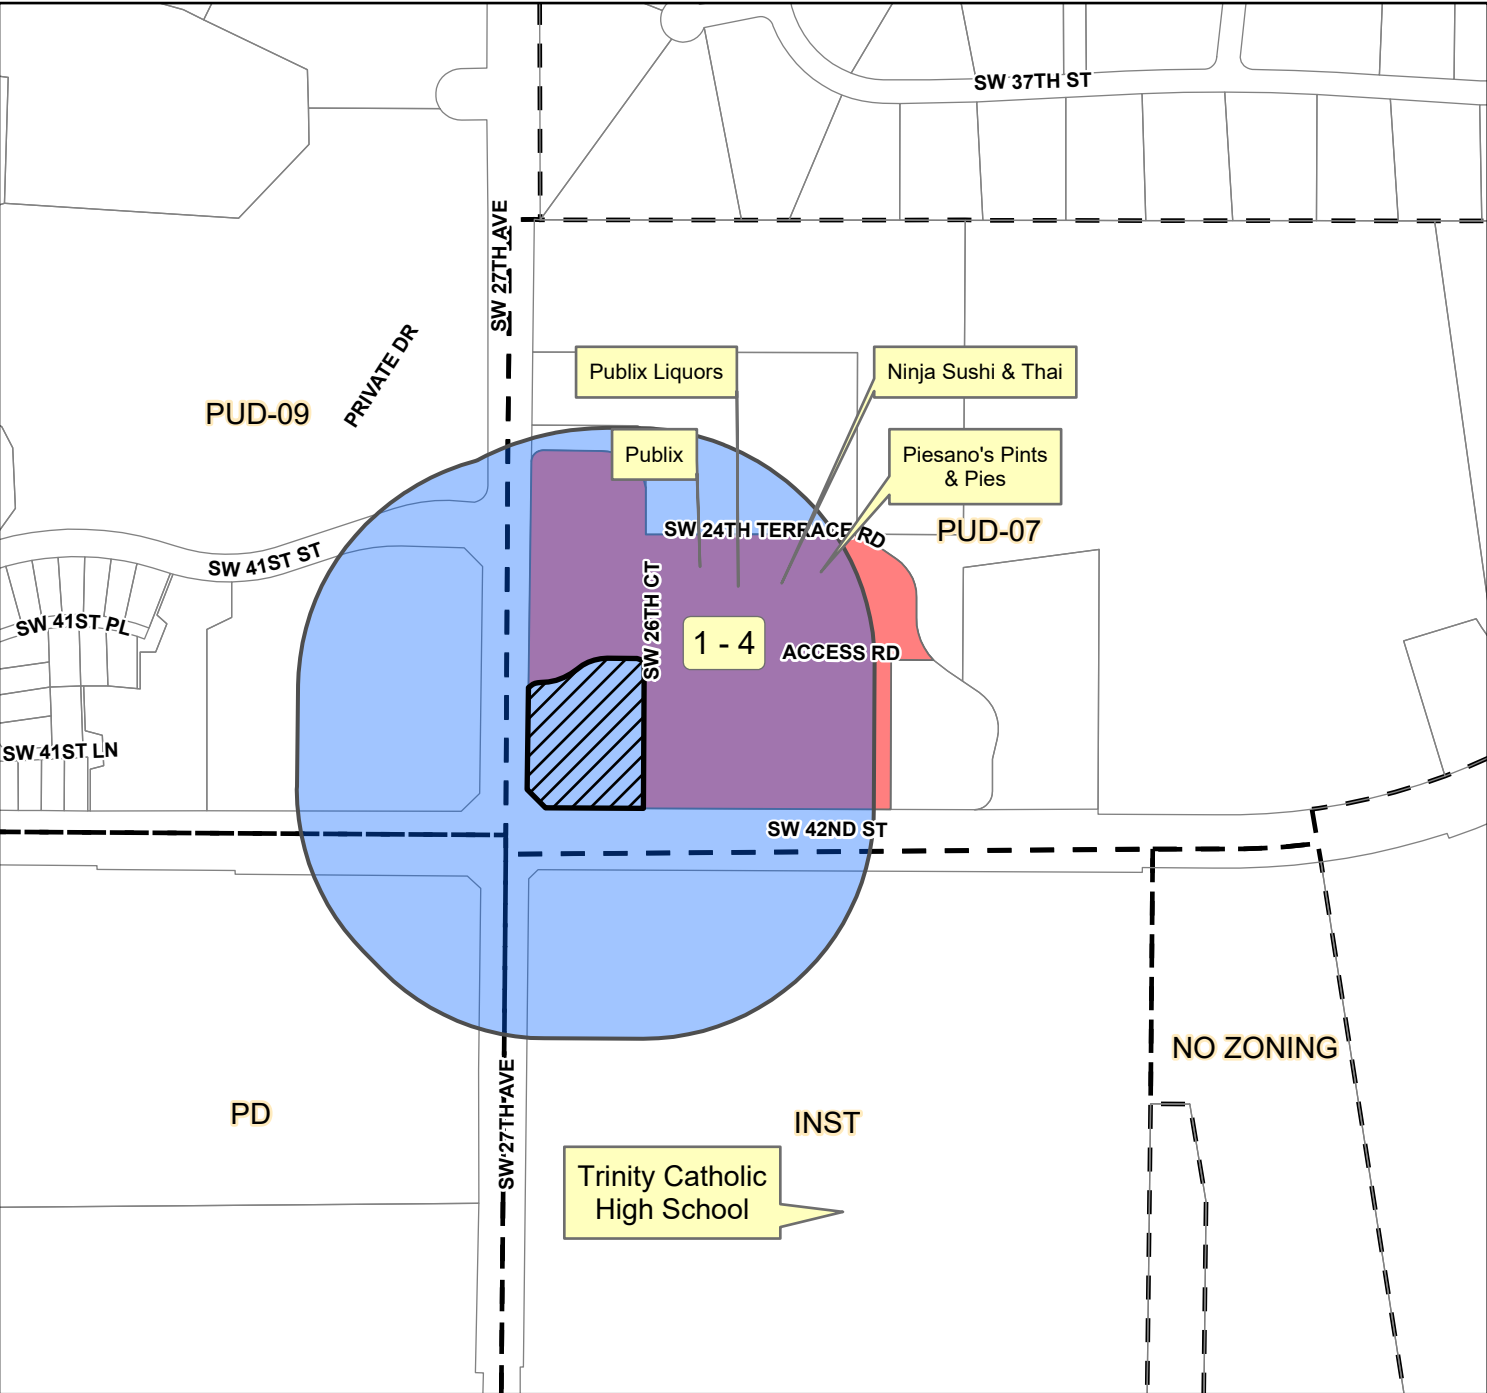 SW 37TH ST
SW 27TH AVE
PRIVATE DR
Publix Liquors
Ninja Sushi & Thai
PUD-09
Publix
Piesano's Pints
& Pies
SW 24TH TERRACE RD
PUD-07
SW 41ST ST
SW 26TH CT
SW 41ST PL
1 - 4
ACCESS RD
SW 41ST LN
SW 42ND ST
NO ZONING
PD
SW 27TH AVE
INST
Trinity Catholic
High School